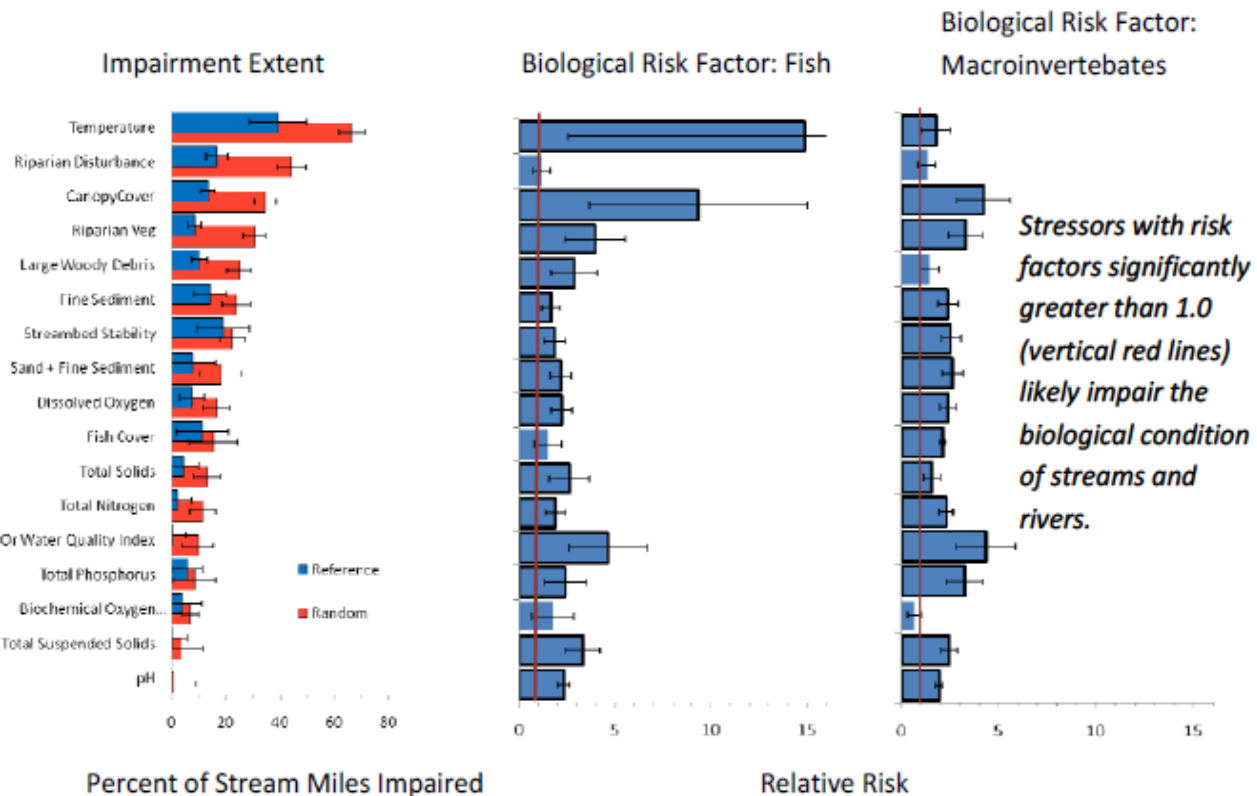 Biological Risk Factor:
Impairment Extent
Biological Risk Factor: Fish
Macroinvertebates
Temperature
Riparian Disturbance
CanopyCover
Riparian Veg
Large Woody Debris
Fine Sediment
Streambed Stability
Sand + Fine Sediment
Dissolved Oxygen
Fish Cover
Total Solids
Total Nitrogen
Or Water Quality Index
Total Phosphorus
Biochemical Oxygen...
Total Suspended Solids
pH
Reference
Random
Stressors with risk
factors significantly
greater than 1.0
(vertical red lines)
likely impair the
biological condition
of streams and
rivers.
0 20 40 60 80
0 5 10 15
0 5 10 15
Percent of Stream Miles Impaired
Relative Risk